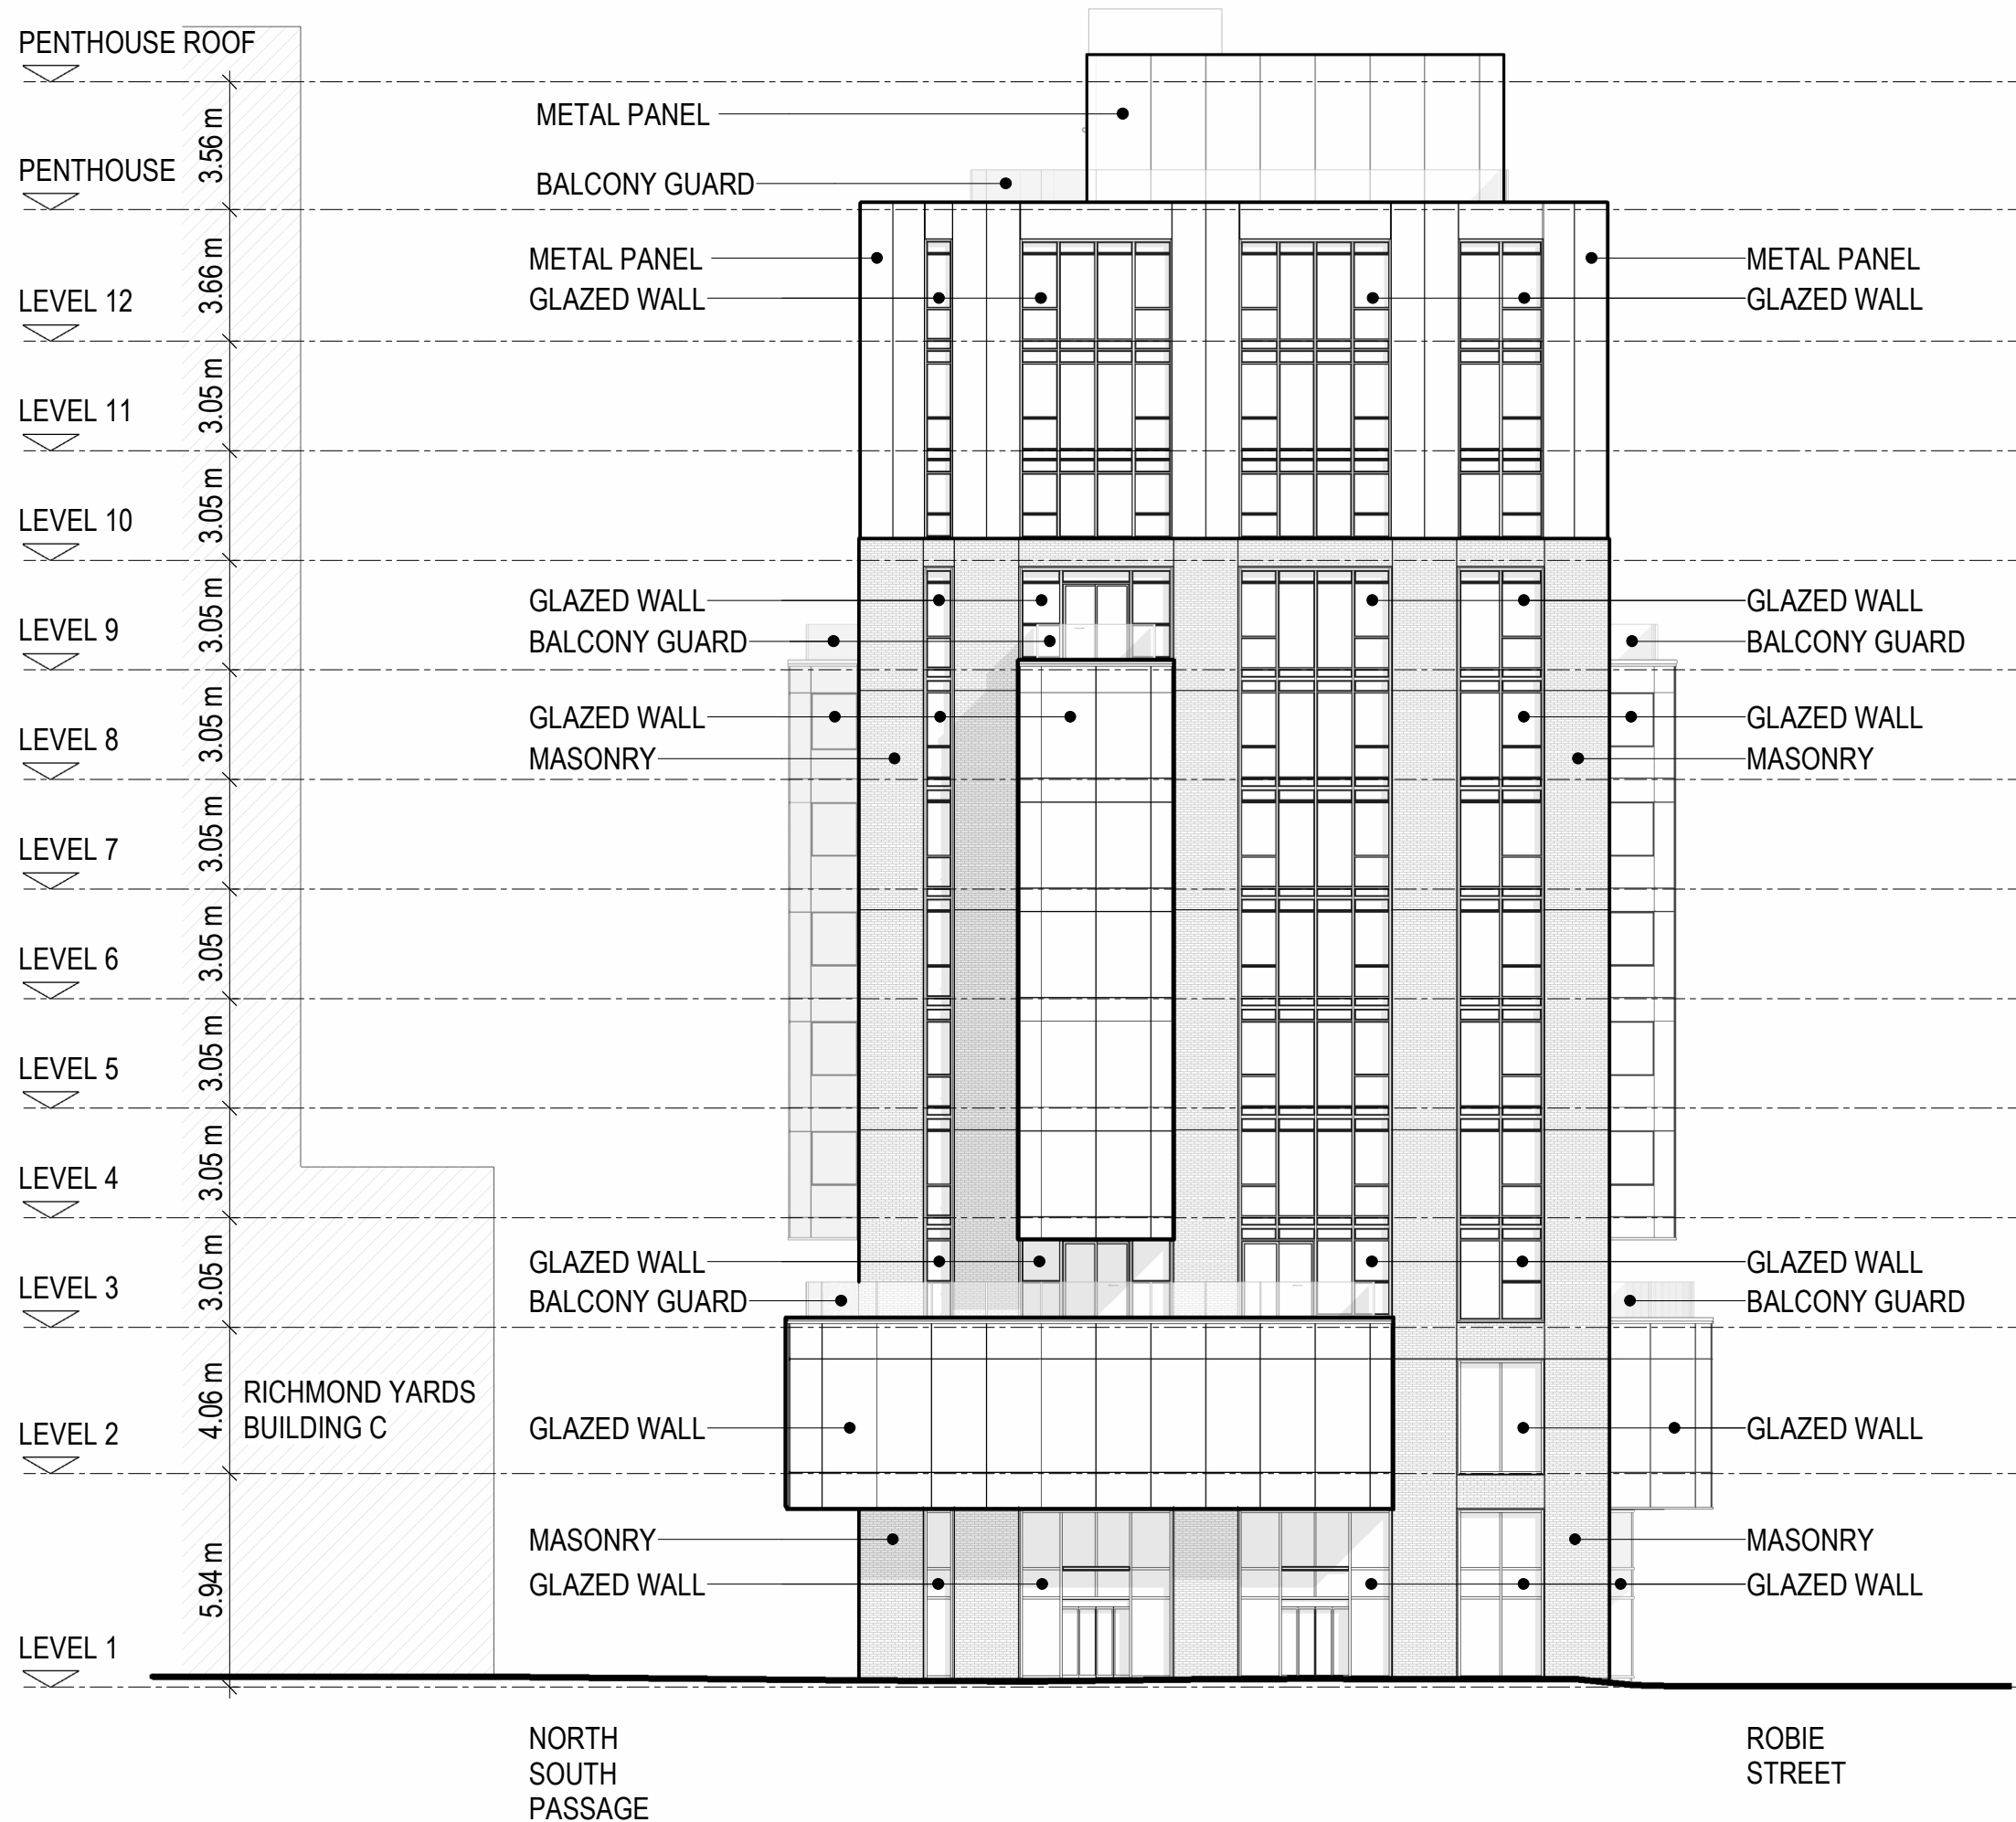 PENTHOUSE ROOF
3.56 m
METAL PANEL
PENTHOUSE
BALCONY GUARD
3.66 m
METAL PANEL
METAL PANEL
GLAZED WALL
GLAZED WALL
LEVEL 12
3.05 m
LEVEL 11
3.05 m
LEVEL 10
3.05 m
GLAZED WALL
GLAZED WALL
LEVEL 9
BALCONY GUARD
BALCONY GUARD
3.05 m
GLAZED WALL
GLAZED WALL
LEVEL 8
MASONRY
MASONRY
3.05 m
LEVEL 7
3.05 m
LEVEL 6
3.05 m
LEVEL 5
3.05 m
LEVEL 4
3.05 m
GLAZED WALL
GLAZED WALL
LEVEL 3
BALCONY GUARD
BALCONY GUARD
4.06 m
RICHMOND YARDS
BUILDING C
LEVEL 2
GLAZED WALL
GLAZED WALL
5.94 m
MASONRY
MASONRY
GLAZED WALL
GLAZED WALL
LEVEL 1
NORTH
SOUTH
PASSAGE
ROBIE
STREET